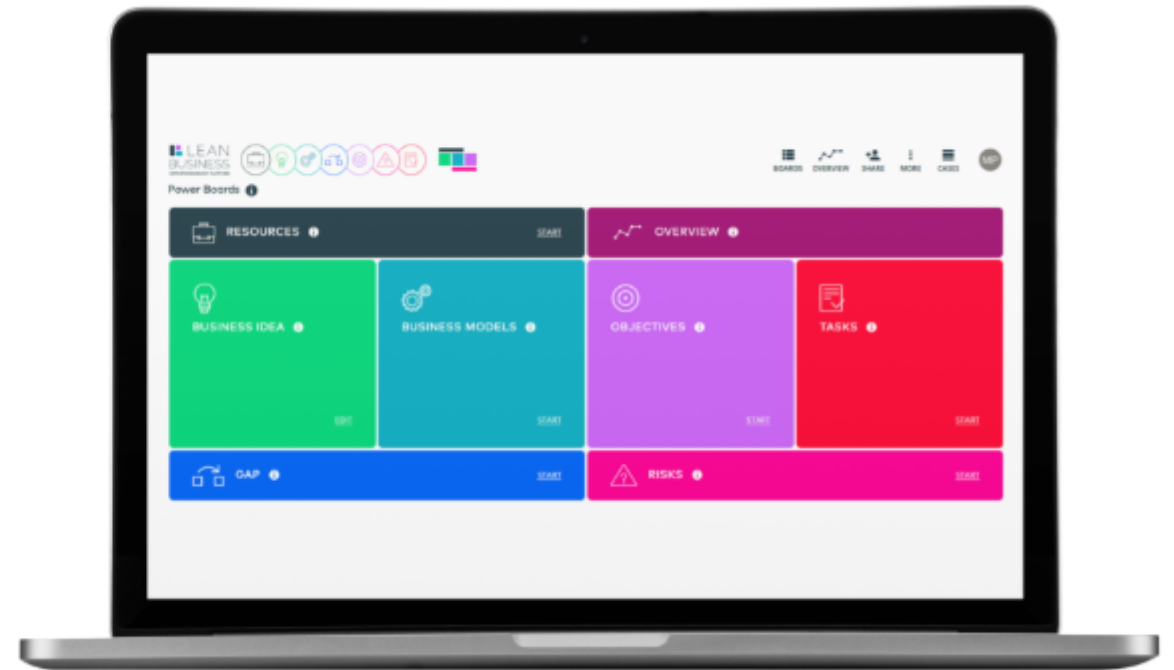 LEAN
BUSINESS
Power Boards
BOARDS OVERVIEW SHARE MORE CASES MP
RESOURCES START
OVERVIEW
BUSINESS IDEA
EDIT
BUSINESS MODELS
START
OBJECTIVES
START
TASKS
START
GAP START
RISKS START